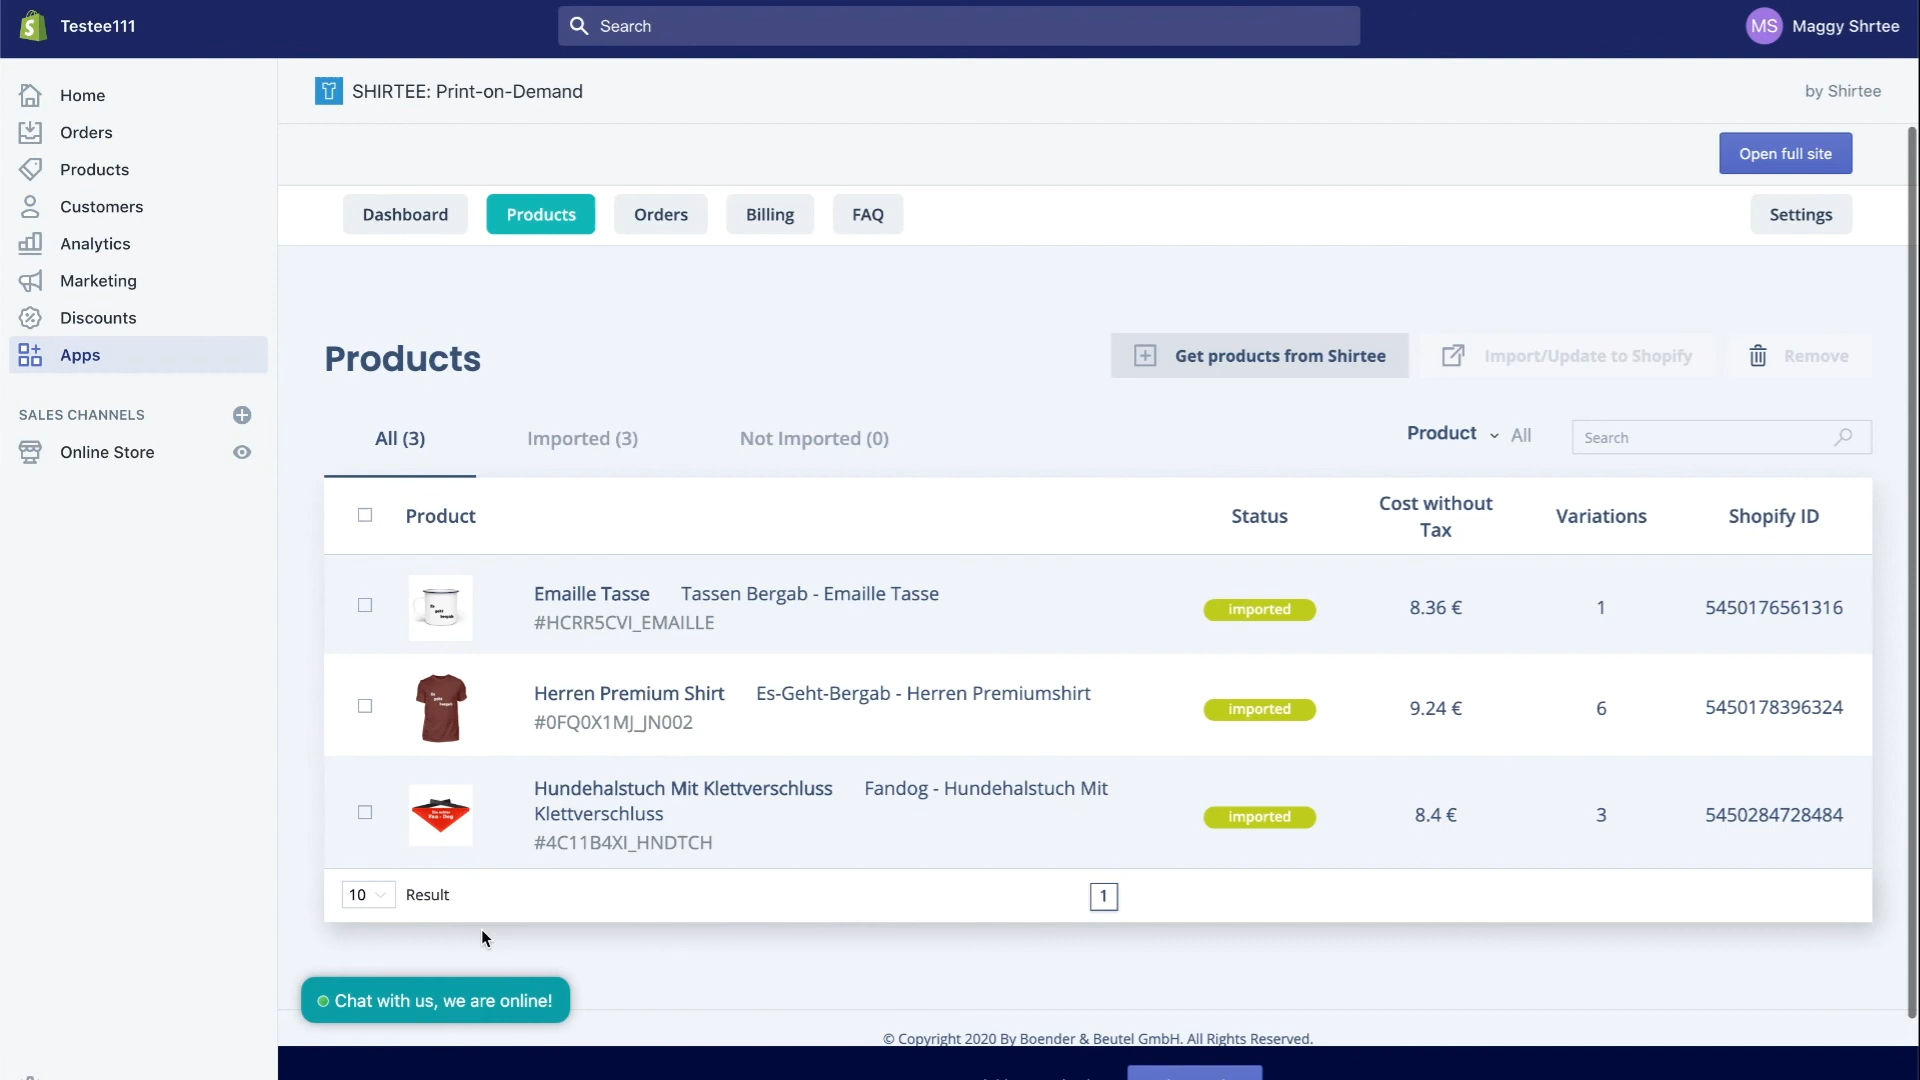 Testee111
Search
MS Maggy Shrtee
Home
Orders
Products
Customers
Analytics
Marketing
Discounts
Apps
SALES CHANNELS
Online Store
SHIRTEE: Print-on-Demand
by Shirtee
Open full site
Dashboard
Products
Orders
Billing
FAQ
Settings
Products
Get products from Shirtee
Import/Update to Shopify
Remove
All (3)
Imported (3)
Not Imported (0)
Product All
Search
Product
Status
Cost without
Tax
Variations
Shopify ID
Emaille Tasse Tassen Bergab - Emaille Tasse
#HCRR5CVI_EMAILLE
imported
8.36 €
1
5450176561316
Herren Premium Shirt Es-Geht-Bergab - Herren Premiumshirt
#0FQ0X1MJ_JN002
imported
9.24 €
6
5450178396324
Hundehalstuch Mit Klettverschluss Fandog - Hundehalstuch Mit
Klettverschluss
#4C11B4XI_HNDTCH
imported
8.4 €
3
5450284728484
10 Result
1
Chat with us, we are online!
© Copyright 2020 By Boender & Beutel GmbH. All Rights Reserved.